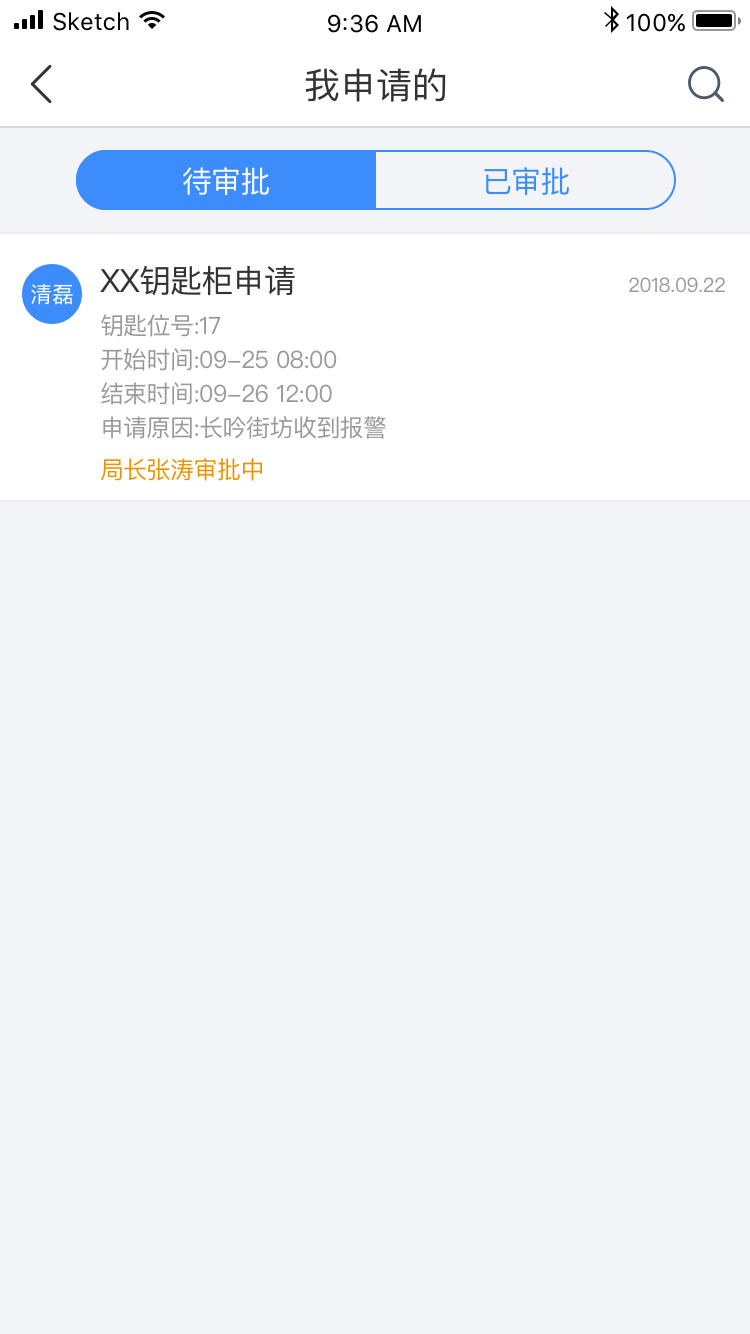 Sketch 9:36 AM 100%
我申请的
待审批 已审批
清磊 XX钥匙柜申请 2018.09.22
钥匙位号:17
开始时间:09–25 08:00
结束时间:09–26 12:00
申请原因:长吟街坊收到报警
局长张涛审批中